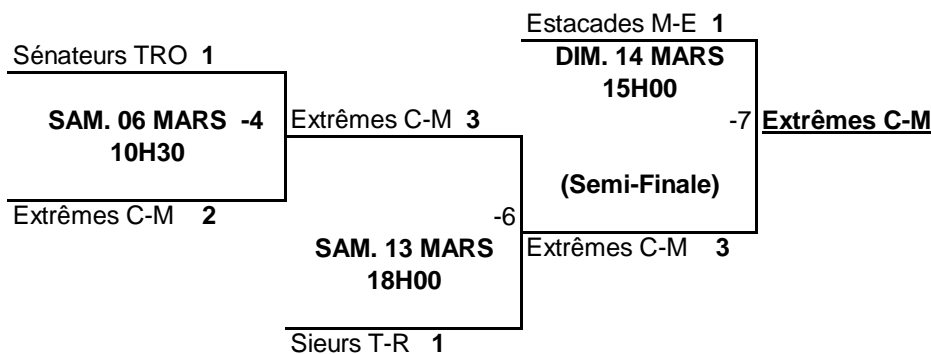 Estacades M-E 1
Sénateurs TRO 1
DIM. 14 MARS
15H00
SAM. 06 MARS -4
10H30
Extrêmes C-M 3
-7 Extrêmes C-M
(Semi-Finale)
Extrêmes C-M 2
-6
SAM. 13 MARS
18H00
Extrêmes C-M 3
Sieurs T-R 1